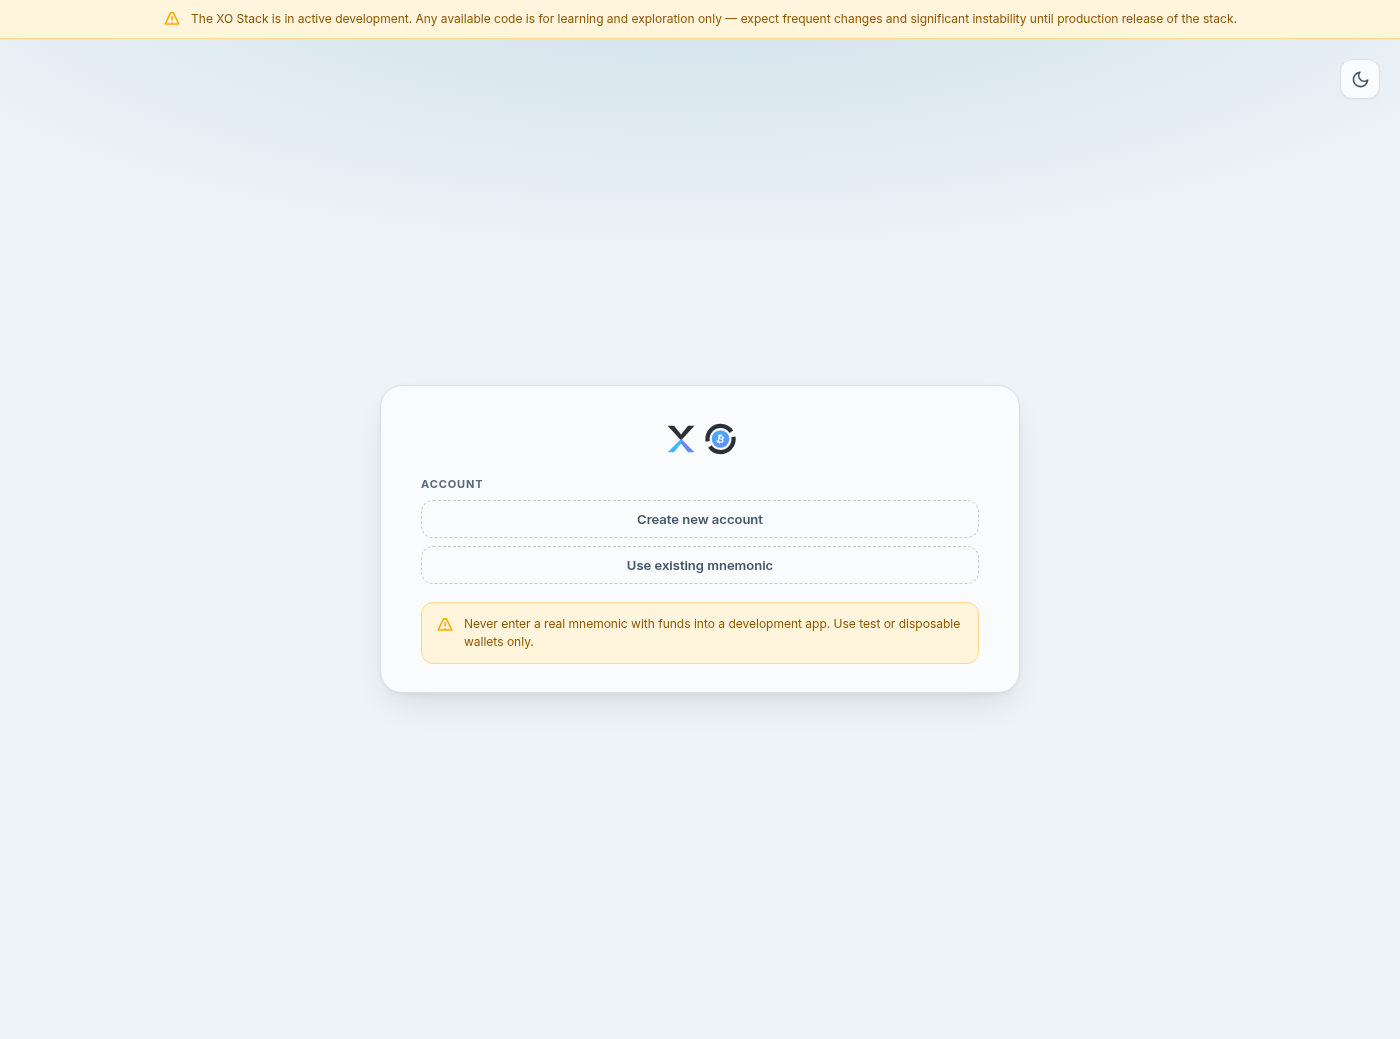 The XO Stack is in active development. Any available code is for learning and exploration only — expect frequent changes and significant instability until production release of the stack.
XO
ACCOUNT
Create new account
Use existing mnemonic
Never enter a real mnemonic with funds into a development app. Use test or disposable
wallets only.